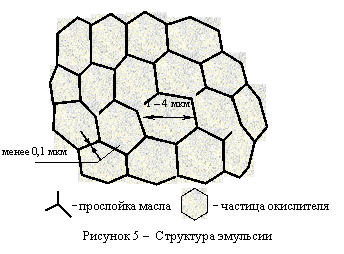 1 – 4 мкм
менее 0,1 мкм
– прослойка масла
– частица окислителя
Рисунок 5 – Структура эмульсии